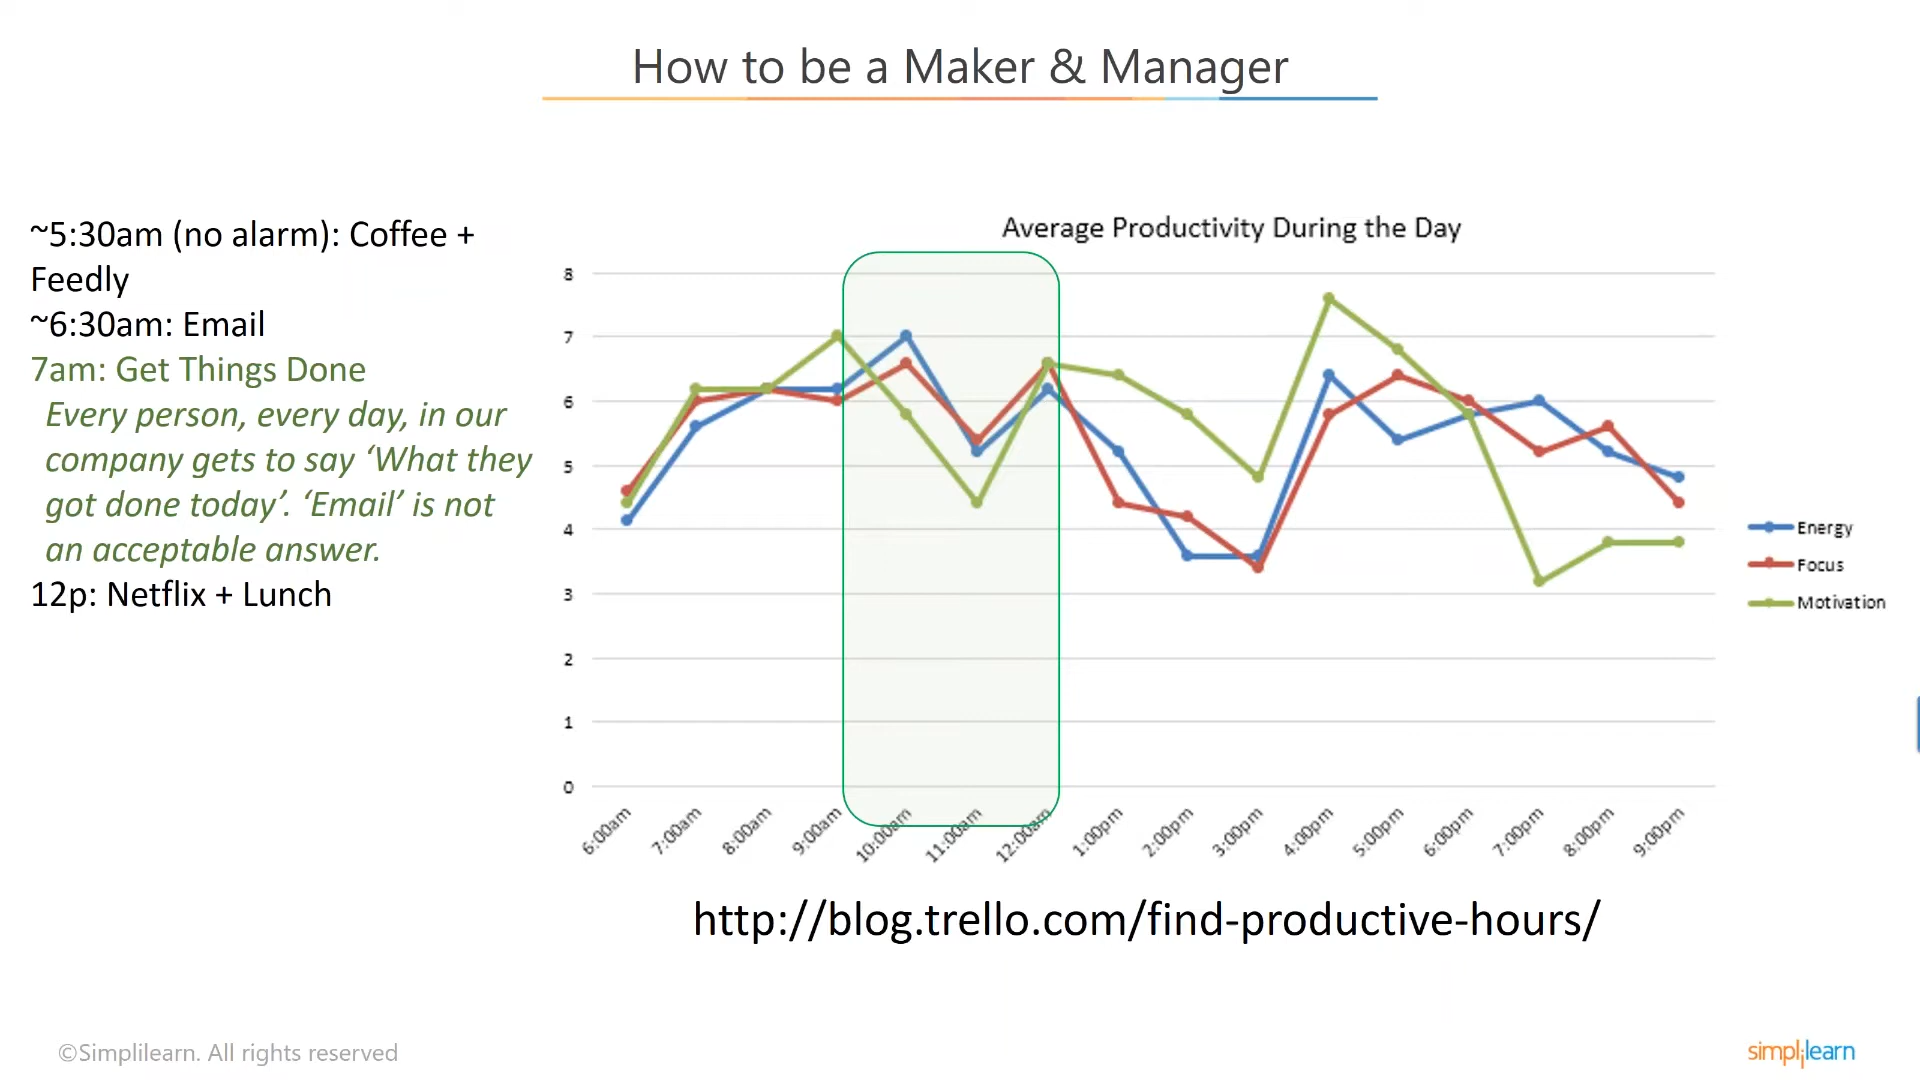 How to be a Maker & Manager
~5:30am (no alarm): Coffee +
Feedly
~6:30am: Email
7am: Get Things Done
Every person, every day, in our
company gets to say ‘What they
got done today’. ‘Email’ is not
an acceptable answer.
12p: Netflix + Lunch
Average Productivity During the Day
8
7
6
5
4
3
2
1
0
6:00am
7:00am
8:00am
9:00am
10:00am
11:00am
12:00am
1:00pm
2:00pm
3:00pm
4:00pm
5:00pm
6:00pm
7:00pm
8:00pm
9:00pm
Energy
Focus
Motivation
http://blog.trello.com/find-productive-hours/
©Simplilearn. All rights reserved
simplilearn